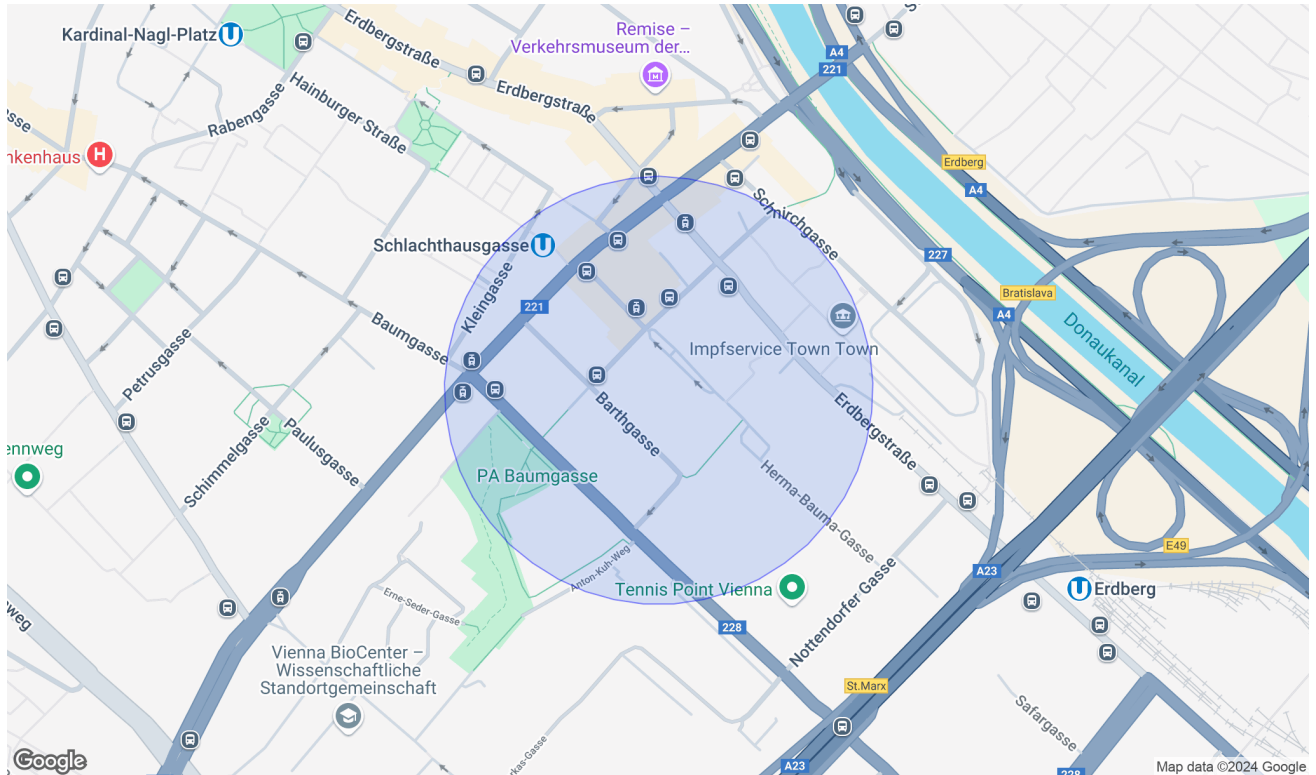 Kardinal-Nagl-Platz
Erdbergstraße
Remise –
Verkehrsmuseum der...
A4
221
Erdbergstraße
Hainburger Straße
Rabengasse
H
Erdberg
A4
Schnirchgasse
Schlachthausgasse
227
Kleingasse
221
Bratislava
A4
Donaukanal
Baumgasse
Petrusgasse
Impfservice Town Town
Barthgasse
Erdbergstraße
Schimmelgasse
Paulusgasse
PA Baumgasse
Herma-Bauma-Gasse
E49
Anton-Kuh-Weg
A23
Tennis Point Vienna
Erdberg
Erne-Seder-Gasse
228
Nottendorfer Gasse
Vienna BioCenter –
Wissenschaftliche
Standortgemeinschaft
St.Marx
Safargasse
A23
228
Google
Map data ©2024 Google